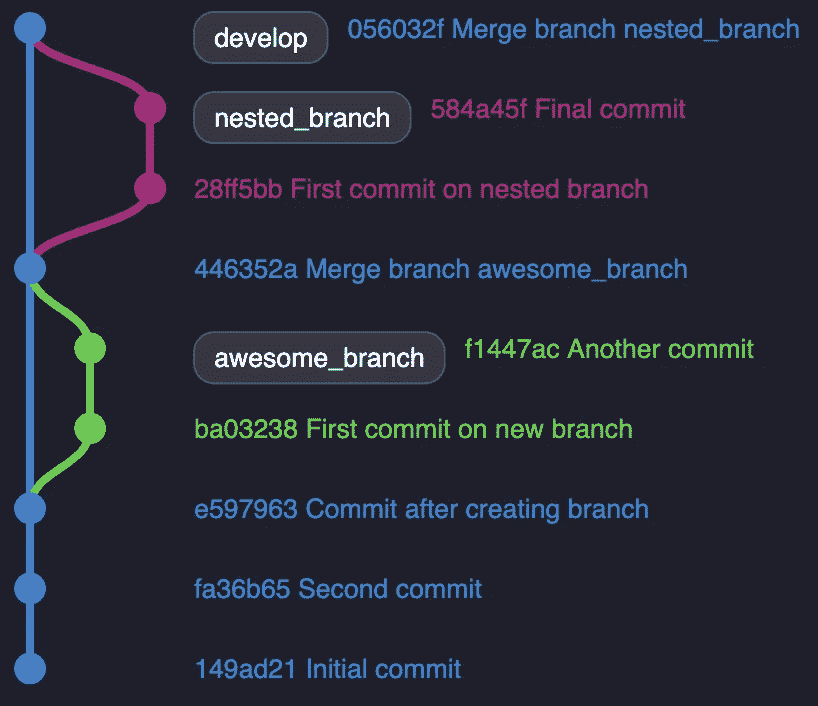 develop 056032f Merge branch nested_branch
nested_branch 584a45f Final commit
28ff5bb First commit on nested branch
446352a Merge branch awesome_branch
awesome_branch f1447ac Another commit
ba03238 First commit on new branch
e597963 Commit after creating branch
fa36b65 Second commit
149ad21 Initial commit